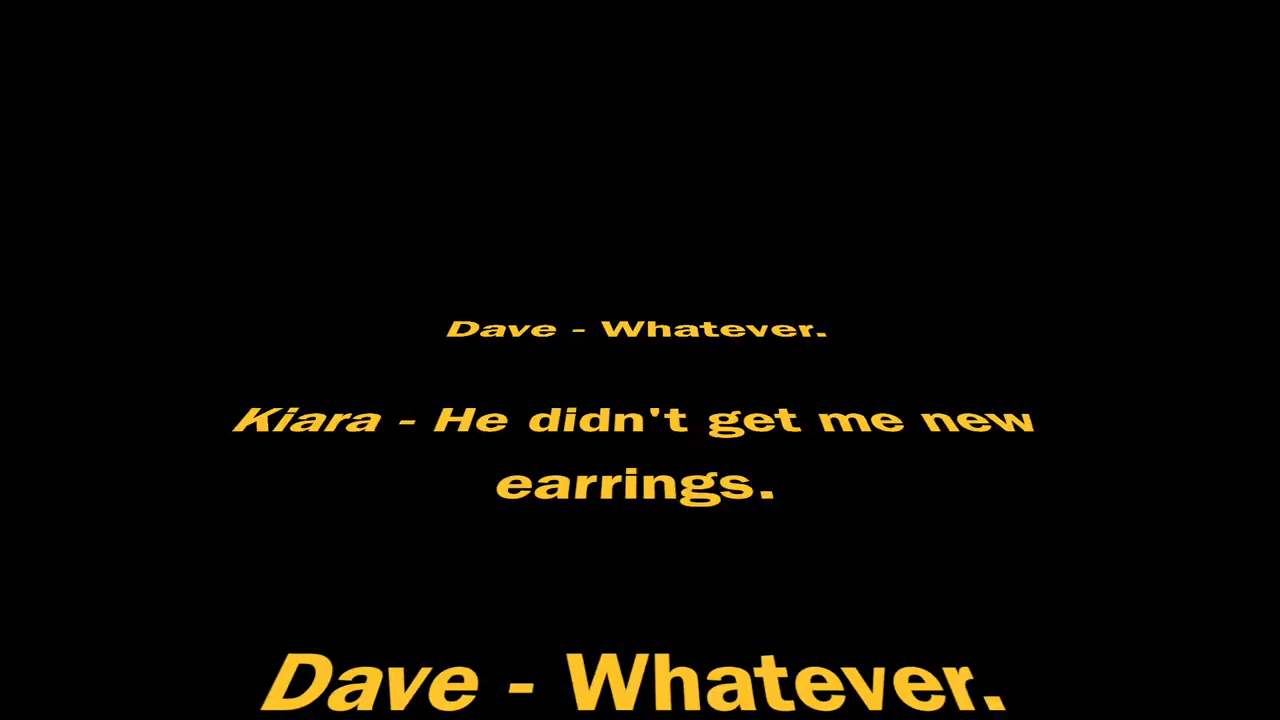 Dave - Whatever.
Kiara - He didn't get me new
earrings.
Dave - Whatever.